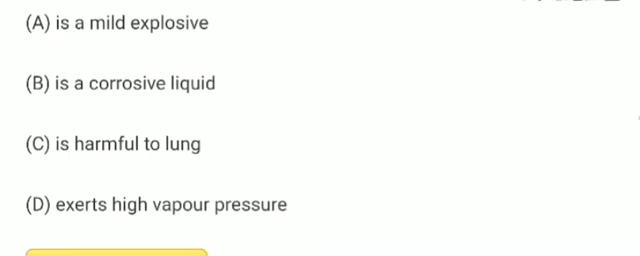 (A) is a mild explosive
(B) is a corrosive liquid
(C) is harmful to lung
(D) exerts high vapour pressure